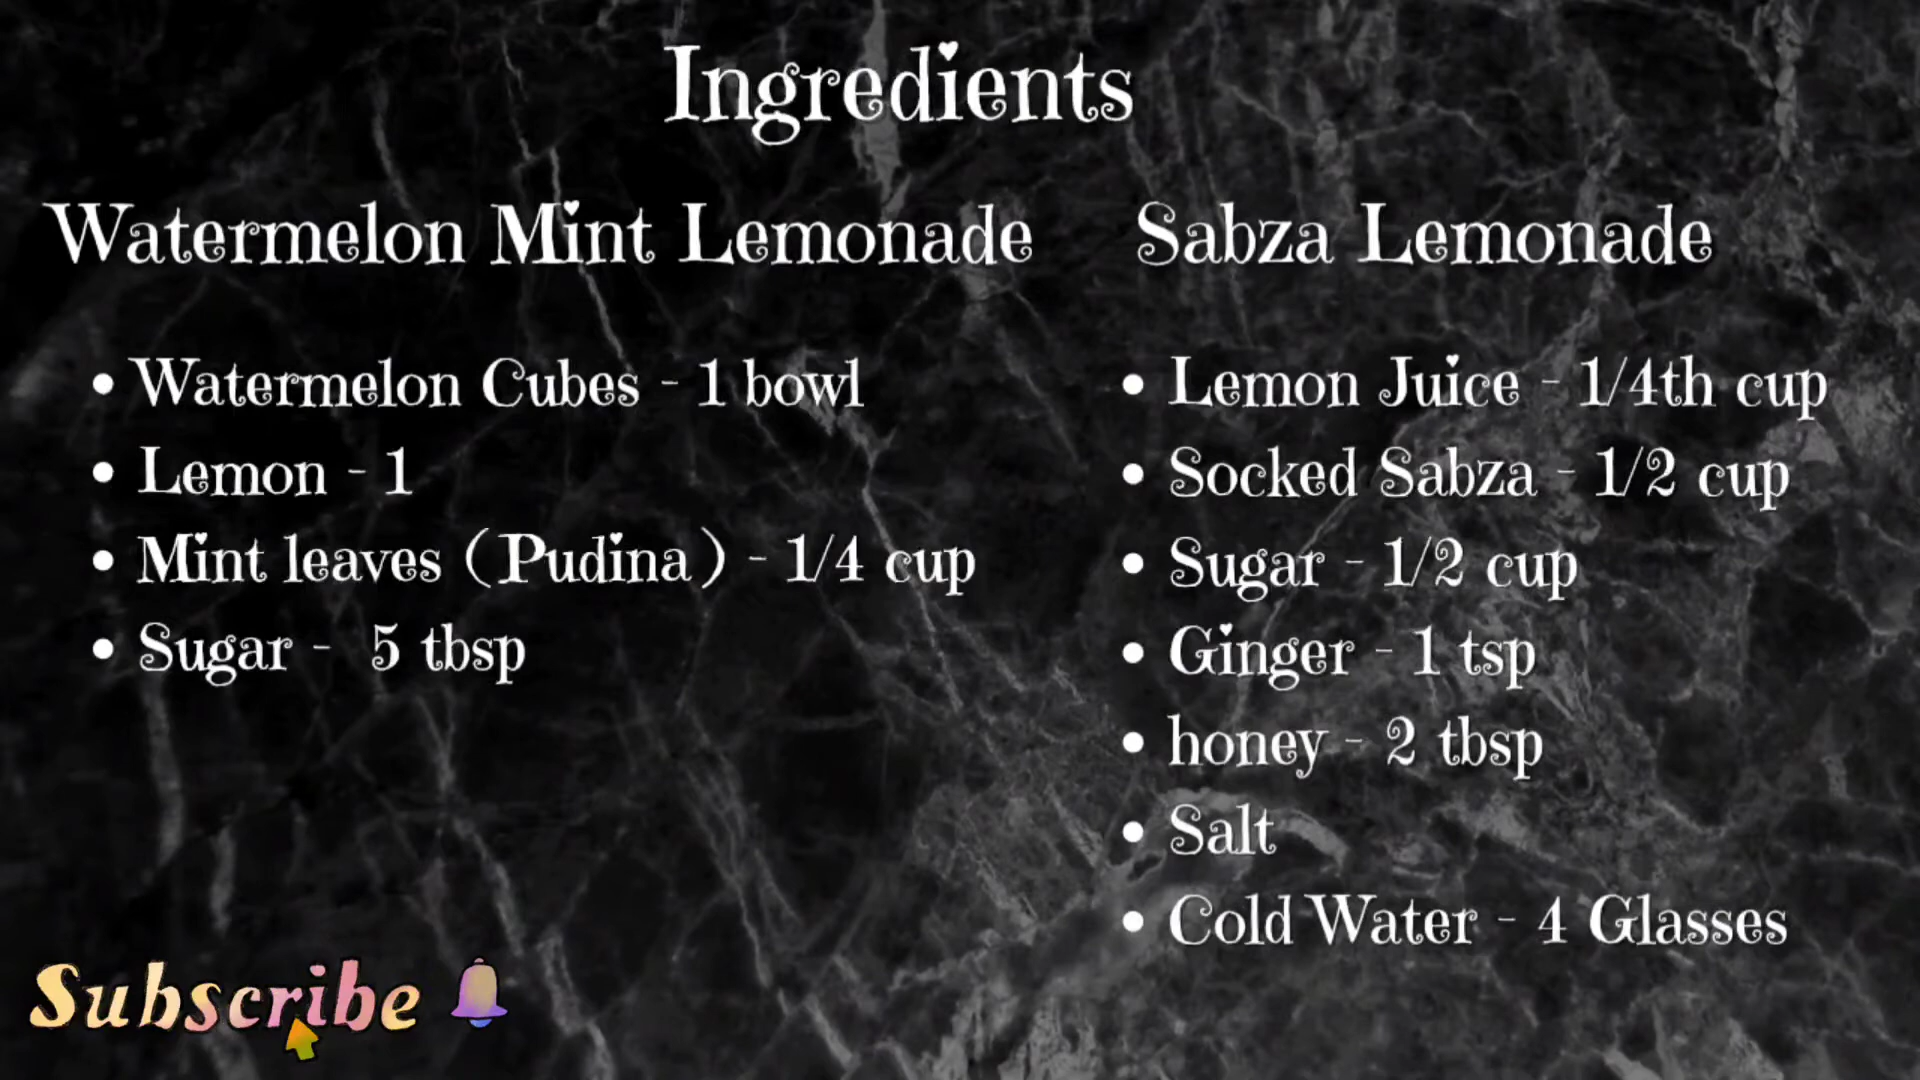 Ingredients
Watermelon Mint Lemonade
• Watermelon Cubes - 1 bowl
• Lemon - 1
• Mint leaves (Pudina) - 1/4 cup
• Sugar - 5 tbsp
Sabza Lemonade
• Lemon Juice - 1/4th cup
• Socked Sabza - 1/2 cup
• Sugar - 1/2 cup
• Ginger - 1 tsp
• honey - 2 tbsp
• Salt
• Cold Water - 4 Glasses
Subscribe